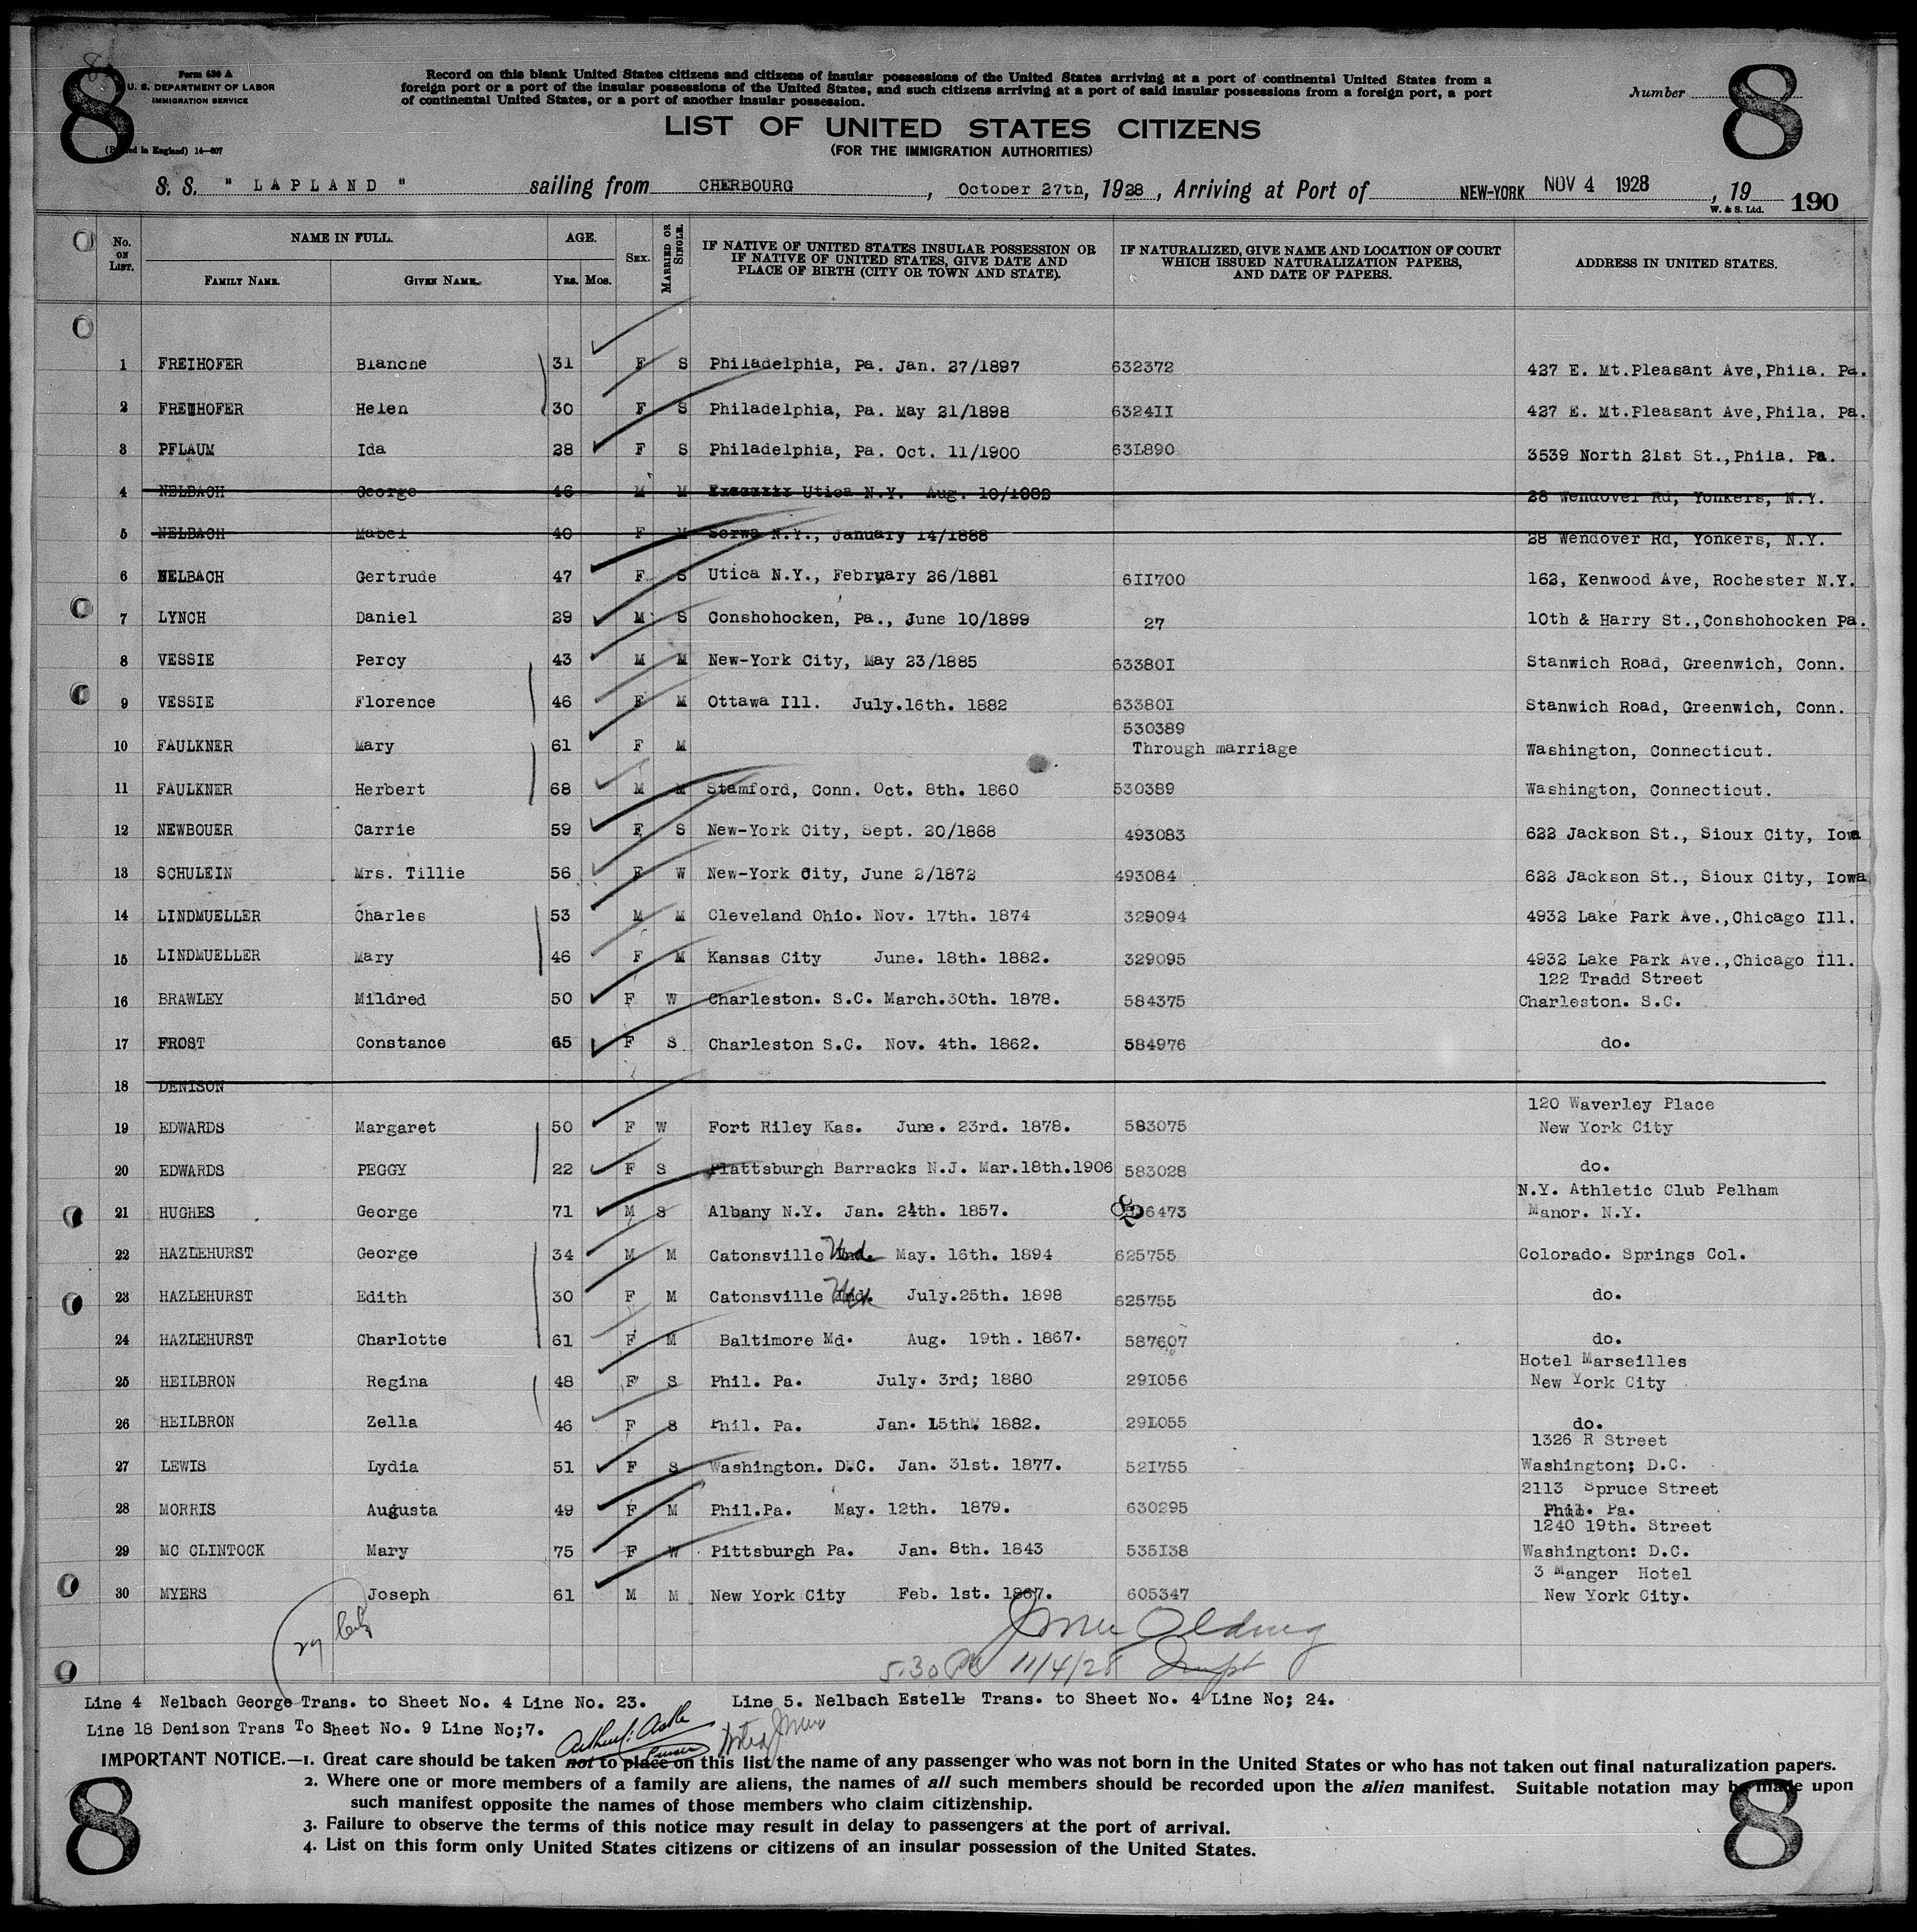 8
8
Form 630 A
U. S. DEPARTMENT OF LABOR
IMMIGRATION SERVICE
(Printed in England) 14—607
Record on this blank United States citizens and citizens of insular possessions of the United States arriving at a port of continental United States from a
foreign port or a port of the insular possessions of the United States, and such citizens arriving at a port of said insular possessions from a foreign port, a port
of continental United States, or a port of another insular possession.
Number
LIST OF UNITED STATES CITIZENS
(FOR THE IMMIGRATION AUTHORITIES)
S. S. " LAPLAND " sailing from CHERBOURG , October 27th, 1928, Arriving at Port of NEW-YORK NOV 4 1928 , 19
W. & S. Ltd. 190
No. ON LIST. NAME IN FULL. AGE. SEX. MARRIED OR SINGLE. IF NATIVE OF UNITED STATES INSULAR POSSESSION OR IF NATIVE OF UNITED STATES, GIVE DATE AND PLACE OF BIRTH (CITY OR TOWN AND STATE). IF NATURALIZED, GIVE NAME AND LOCATION OF COURT WHICH ISSUED NATURALIZATION PAPERS, AND DATE OF PAPERS. ADDRESS IN UNITED STATES.
FAMILY NAME. GIVEN NAME. YRS. MOS.
1 FREIHOFER Blanche 31 F S Philadelphia, Pa. Jan. 27/1897 632372 427 E. Mt.Pleasant Ave,Phila. Pa.
2 FREIHOFER Helen 30 F S Philadelphia, Pa. May 21/1898 6324II 427 E. Mt.Pleasant Ave,Phila. Pa.
3 PFLAUM Ida 28 F S Philadelphia, Pa. Oct. 11/1900 63L890 3539 North 21st St.,Phila. Pa.
4 NELBACH George 46 M M Utica N.Y. Aug. 10/1882 28 Wendover Rd, Yonkers, N.Y.
5 NELBACH Mabel 40 F M N.Y., January 14/1888 28 Wendover Rd, Yonkers, N.Y.
6 NELBACH Gertrude 47 F S Utica N.Y., February 26/1881 6II700 162, Kenwood Ave, Rochester N.Y.
7 LYNCH Daniel 29 M S Conshohocken, Pa., June 10/1899 27 10th & Harry St.,Conshohocken Pa.
8 VESSIE Percy 43 M M New-York City, May 23/1885 63380I Stanwich Road, Greenwich, Conn.
9 VESSIE Florence 46 F M Ottawa Ill. July.16th. 1882 63380I Stanwich Road, Greenwich, Conn.
530389
10 FAULKNER Mary 61 F M Through marriage Washington, Connecticut.
11 FAULKNER Herbert 68 M M Stamford, Conn. Oct. 8th. 1860 530389 Washington, Connecticut.
12 NEWBOUER Carrie 59 F S New-York City, Sept. 20/1868 493083 622 Jackson St., Sioux City, Iowa
13 SCHULEIN Mrs. Tillie 56 F W New-York City, June 2/1872 493084 622 Jackson St., Sioux City, Iowa
14 LINDMUELLER Charles 53 M M Cleveland Ohio. Nov. 17th. 1874 329094 4932 Lake Park Ave.,Chicago Ill.
15 LINDMUELLER Mary 46 F M Kansas City June. 18th. 1882. 329095 4932 Lake Park Ave.,Chicago Ill.
122 Tradd Street
16 BRAWLEY Mildred 50 F W Charleston. S.C. March.30th. 1878. 584375 Charleston. S.C.
17 FROST Constance 65 F S Charleston S.C. Nov. 4th. 1862. 584976 do.
18 DENISON
120 Waverley Place
19 EDWARDS Margaret 50 F W Fort Riley Kas. June. 23rd. 1878. 583075 New York City
20 EDWARDS PEGGY 22 F S Plattsburgh Barracks N.J. Mar.18th.1906 583028 do.
N.Y. Athletic Club Pelham
21 HUGHES George 71 M S Albany N.Y. Jan. 24th. 1857. 6473 Manor. N.Y.
22 HAZLEHURST George 34 M M Catonsville Md. May. 16th. 1894 625755 Colorado. Springs Col.
23 HAZLEHURST Edith 30 F M Catonsville July.25th. 1898 625755 do.
24 HAZLEHURST Charlotte 61 F M Baltimore Md. Aug. 19th. 1867. 587607 do.
Hotel Marseilles
25 HEILBRON Regina 48 F S Phil. Pa. July. 3rd; 1880 29I056 New York City
26 HEILBRON Zella 46 F S Phil. Pa. Jan. 15th. 1882. 29L055 do.
1326 R Street
27 LEWIS Lydia 51 F S Washington. D.C. Jan. 31st. 1877. 52I755 Washington; D.C.
2113 Spruce Street
28 MORRIS Augusta 49 F M Phil.Pa. May. 12th. 1879. 630295 Phil. Pa.
1240 19th. Street
29 MC CLINTOCK Mary 75 F W Pittsburgh Pa. Jan. 8th. 1843 535I38 Washington: D.C.
3 Manger Hotel
30 MYERS Joseph 61 M M New York City Feb. 1st. 1867. 605347 New York City.
5.30 PM 11/4/28
Line 4 Nelbach George Trans. to Sheet No. 4 Line No. 23. Line 5. Nelbach Estelle Trans. to Sheet No. 4 Line No; 24.
Line 18 Denison Trans To Sheet No. 9 Line No;7.
IMPORTANT NOTICE.—1. Great care should be taken not to place on this list the name of any passenger who was not born in the United States or who has not taken out final naturalization papers.
2. Where one or more members of a family are aliens, the names of all such members should be recorded upon the alien manifest. Suitable notation may be made upon
such manifest opposite the names of those members who claim citizenship.
3. Failure to observe the terms of this notice may result in delay to passengers at the port of arrival.
4. List on this form only United States citizens or citizens of an insular possession of the United States.
8
8